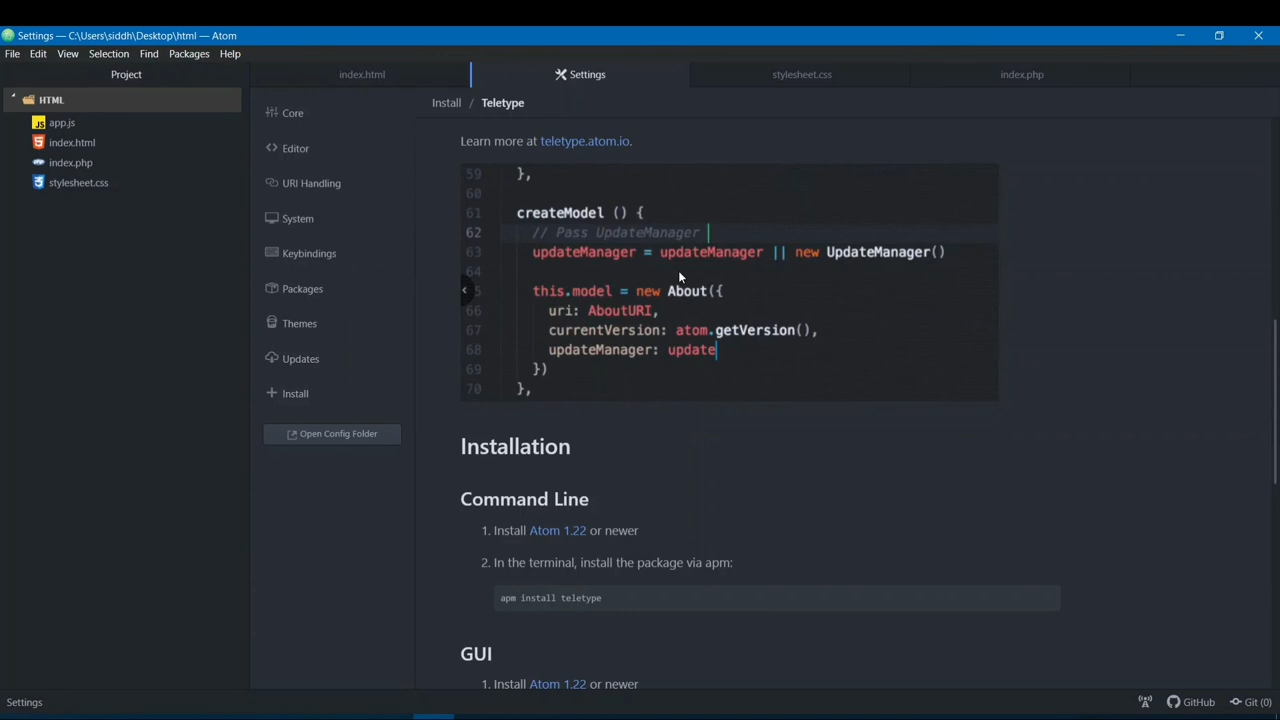 Settings — C:\Users\siddh\Desktop\html — Atom
File Edit View Selection Find Packages Help
Project
index.html
Settings
stylesheet.css
index.php
HTML
JS app.js
index.html
index.php
stylesheet.css
Core
Editor
URI Handling
System
Keybindings
Packages
Themes
Updates
Install
Open Config Folder
Install / Teletype
Learn more at teletype.atom.io.
59 },
60
61 createModel () {
62 // Pass UpdateManager
63 updateManager = updateManager || new UpdateManager()
64
5 this.model = new About({
66 uri: AboutURI,
67 currentVersion: atom.getVersion(),
68 updateManager: update
69 })
70 },
Installation
Command Line
1. Install Atom 1.22 or newer
2. In the terminal, install the package via apm:
apm install teletype
GUI
1. Install Atom 1.22 or newer
Settings
GitHub
Git (0)